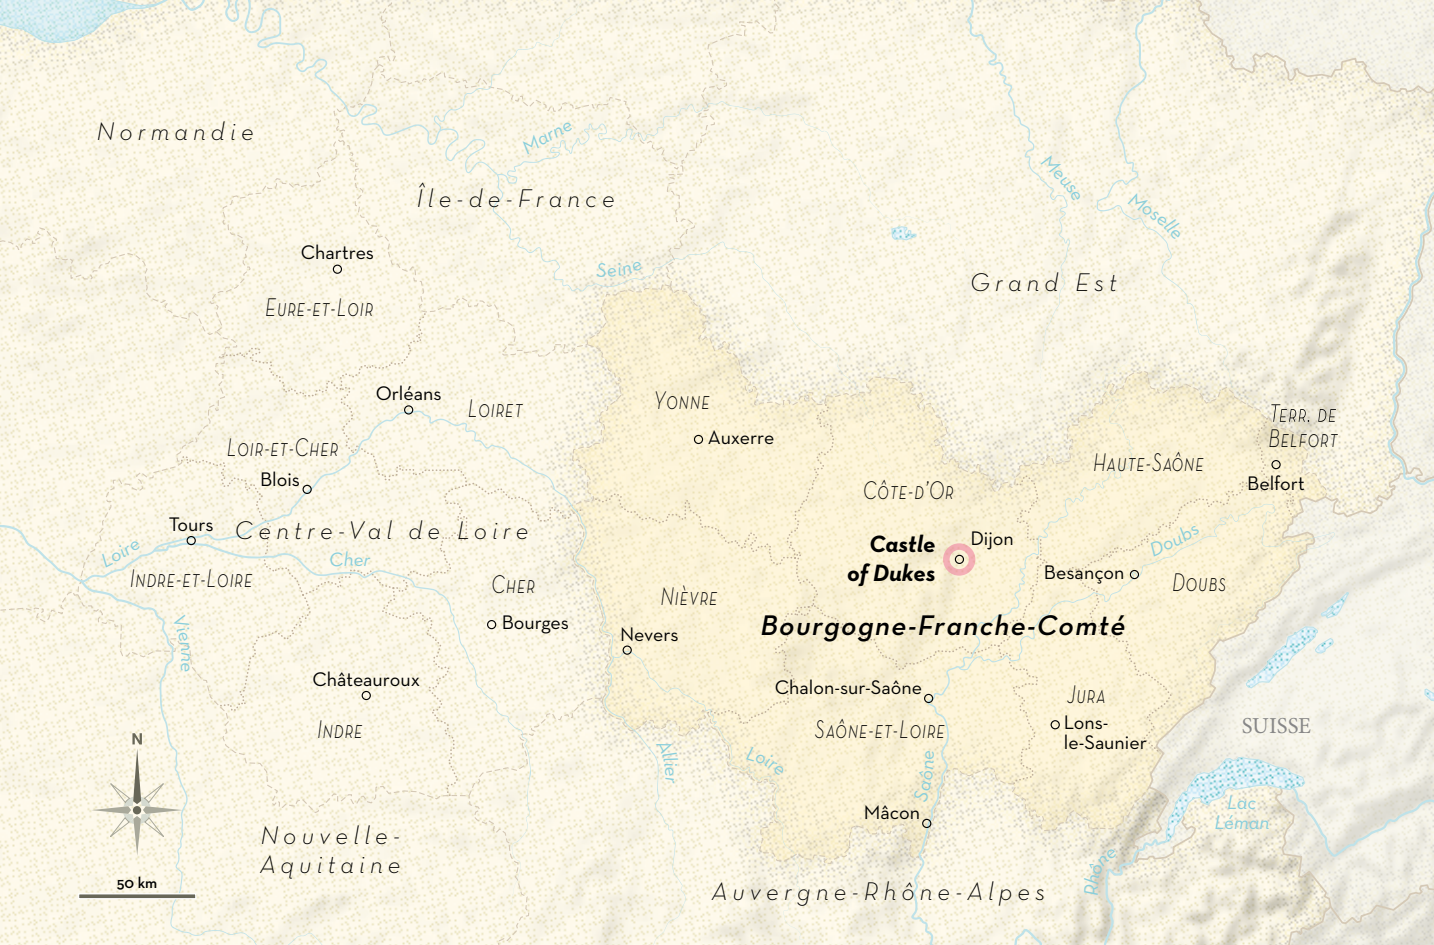 Normandie
Marne
Île-de-France
Meuse
Moselle
Chartres
Seine
Grand Est
Eure-et-Loir
Orléans
Loiret
Yonne
Auxerre
Terr. de
Belfort
Loir-et-Cher
Haute-Saône
Blois
Côte-d'Or
Belfort
Tours
Centre-Val de Loire
Castle
of Dukes
Dijon
Doubs
Loire
Cher
Besançon
Indre-et-Loire
Cher
Nièvre
Doubs
Vienne
Bourges
Nevers
Bourgogne-Franche-Comté
Châteauroux
Chalon-sur-Saône
Jura
Indre
Saône-et-Loire
Lons-
le-Saunier
SUISSE
N
Allier
Loire
Saône
Mâcon
Lac
Léman
Nouvelle-
Aquitaine
Rhône
50 km
Auvergne-Rhône-Alpes